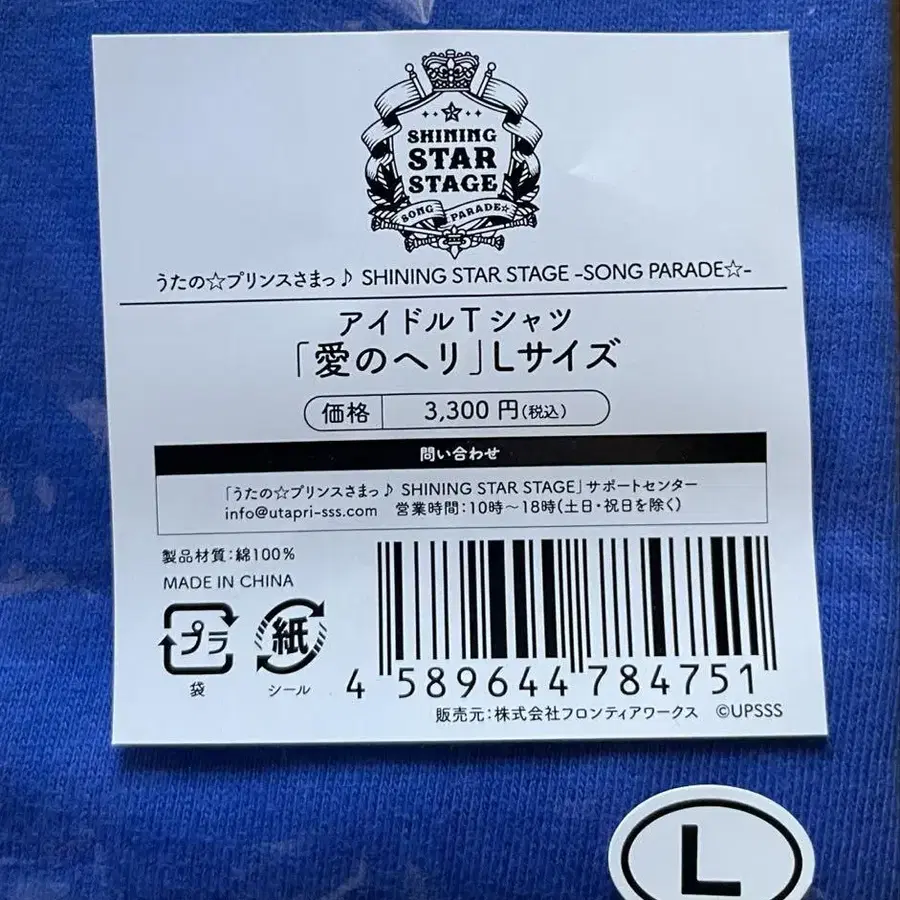 SHINING
STAR
STAGE
SONG PARADE☆
うたの☆プリンスさまっ♪ SHINING STAR STAGE -SONG PARADE☆-
アイドルTシャツ
「愛のヘリ」Lサイズ
価格 3,300円(税込)
問い合わせ
「うたの☆プリンスさまっ♪ SHINING STAR STAGE」サポートセンター
info@utapri-sss.com 営業時間:10時~18時(土日・祝日を除く)
製品材質:綿100%
MADE IN CHINA
プラ 紙
袋 シール
4 589644 784751
販売元:株式会社フロンティアワークス ©UPSSS
L